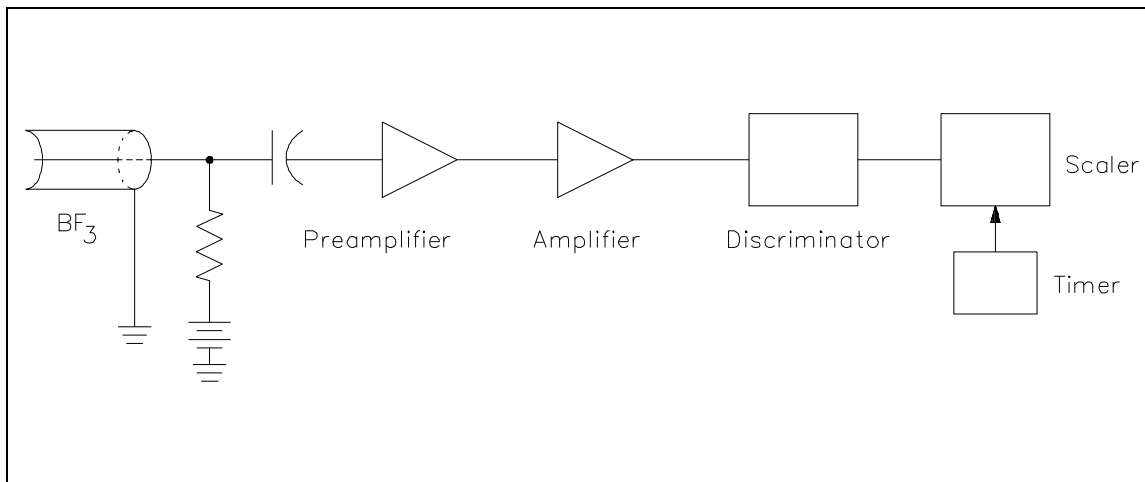 BF3
Preamplifier
Amplifier
Discriminator
Scaler
Timer